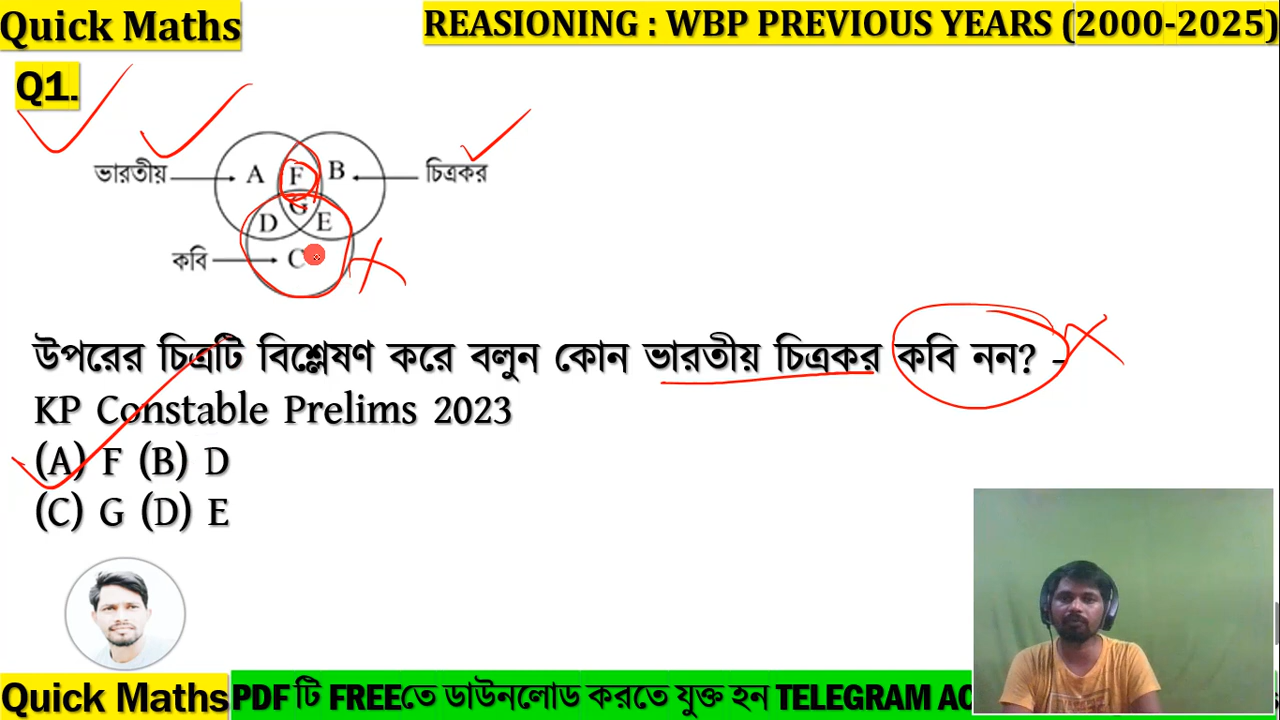 Quick Maths
REASONING : WBP PREVIOUS YEARS (2000-2025)
Q1.
ভারতীয়
A
F
B
চিত্রকর
G
D
E
কবি
C
উপরের চিত্রটি বিশ্লেষণ করে বলুন কোন ভারতীয় চিত্রকর কবি নন? -
KP Constable Prelims 2023
(A) F (B) D
(C) G (D) E
Quick Maths
PDF টি FREEতে ডাউনলোড করতে যুক্ত হন TELEGRAM AC